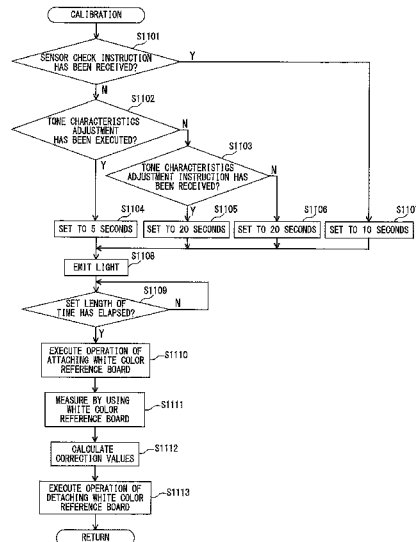 CALIBRATION
S1101
SENSOR CHECK INSTRUCTION
HAS BEEN RECEIVED?
Y
N
S1102
TONE CHARACTERISTICS
ADJUSTMENT
HAS BEEN EXECUTED?
N
Y
S1103
TONE CHARACTERISTICS
ADJUSTMENT INSTRUCTION HAS
BEEN RECEIVED?
N
Y
S1104
SET TO 5 SECONDS
S1105
SET TO 20 SECONDS
S1106
SET TO 20 SECONDS
S1107
SET TO 10 SECONDS
EMIT LIGHT
S1108
S1109
SET LENGTH OF
TIME HAS ELAPSED?
N
Y
EXECUTE OPERATION OF
ATTACHING WHITE COLOR
REFERENCE BOARD
S1110
MEASURE BY USING
WHITE COLOR
REFERENCE BOARD
S1111
CALCULATE
CORRECTION VALUES
S1112
EXECUTE OPERATION OF
DETACHING WHITE COLOR
REFERENCE BOARD
S1113
RETURN